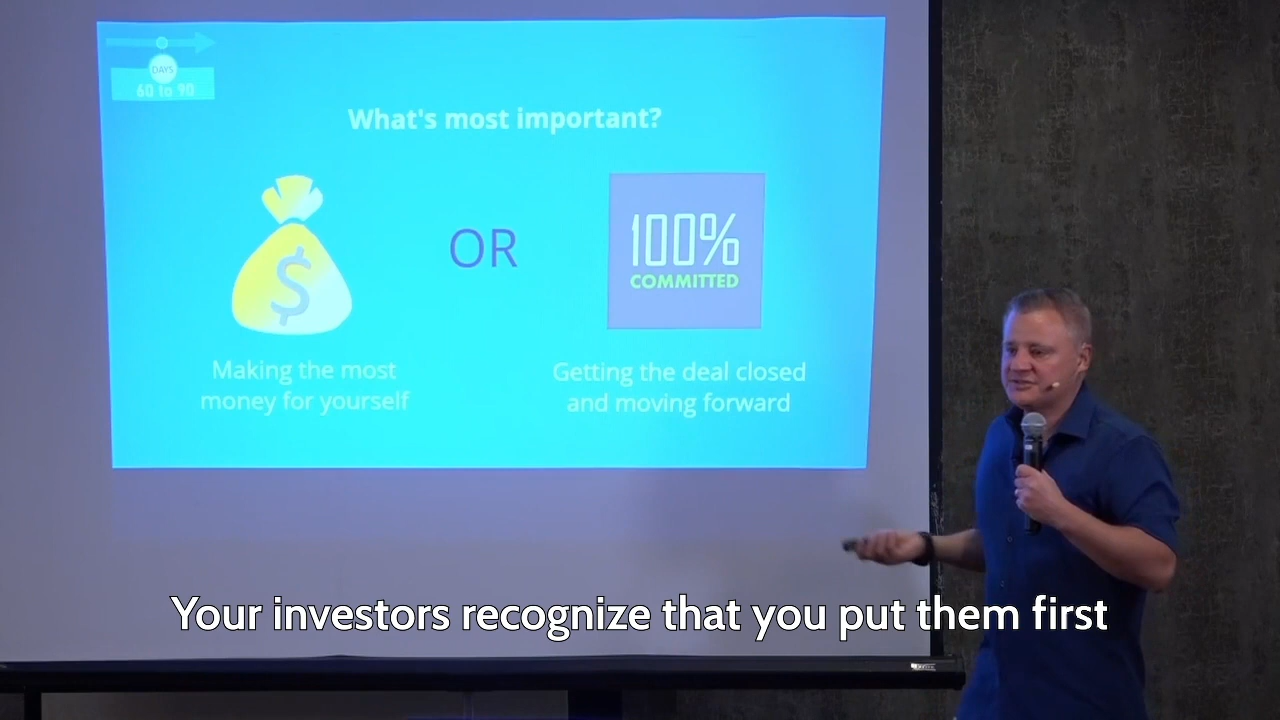 DAYS
60 to 90
What's most important?
$
OR
100%
COMMITTED
Making the most
money for yourself
Getting the deal closed
and moving forward
Your investors recognize that you put them first